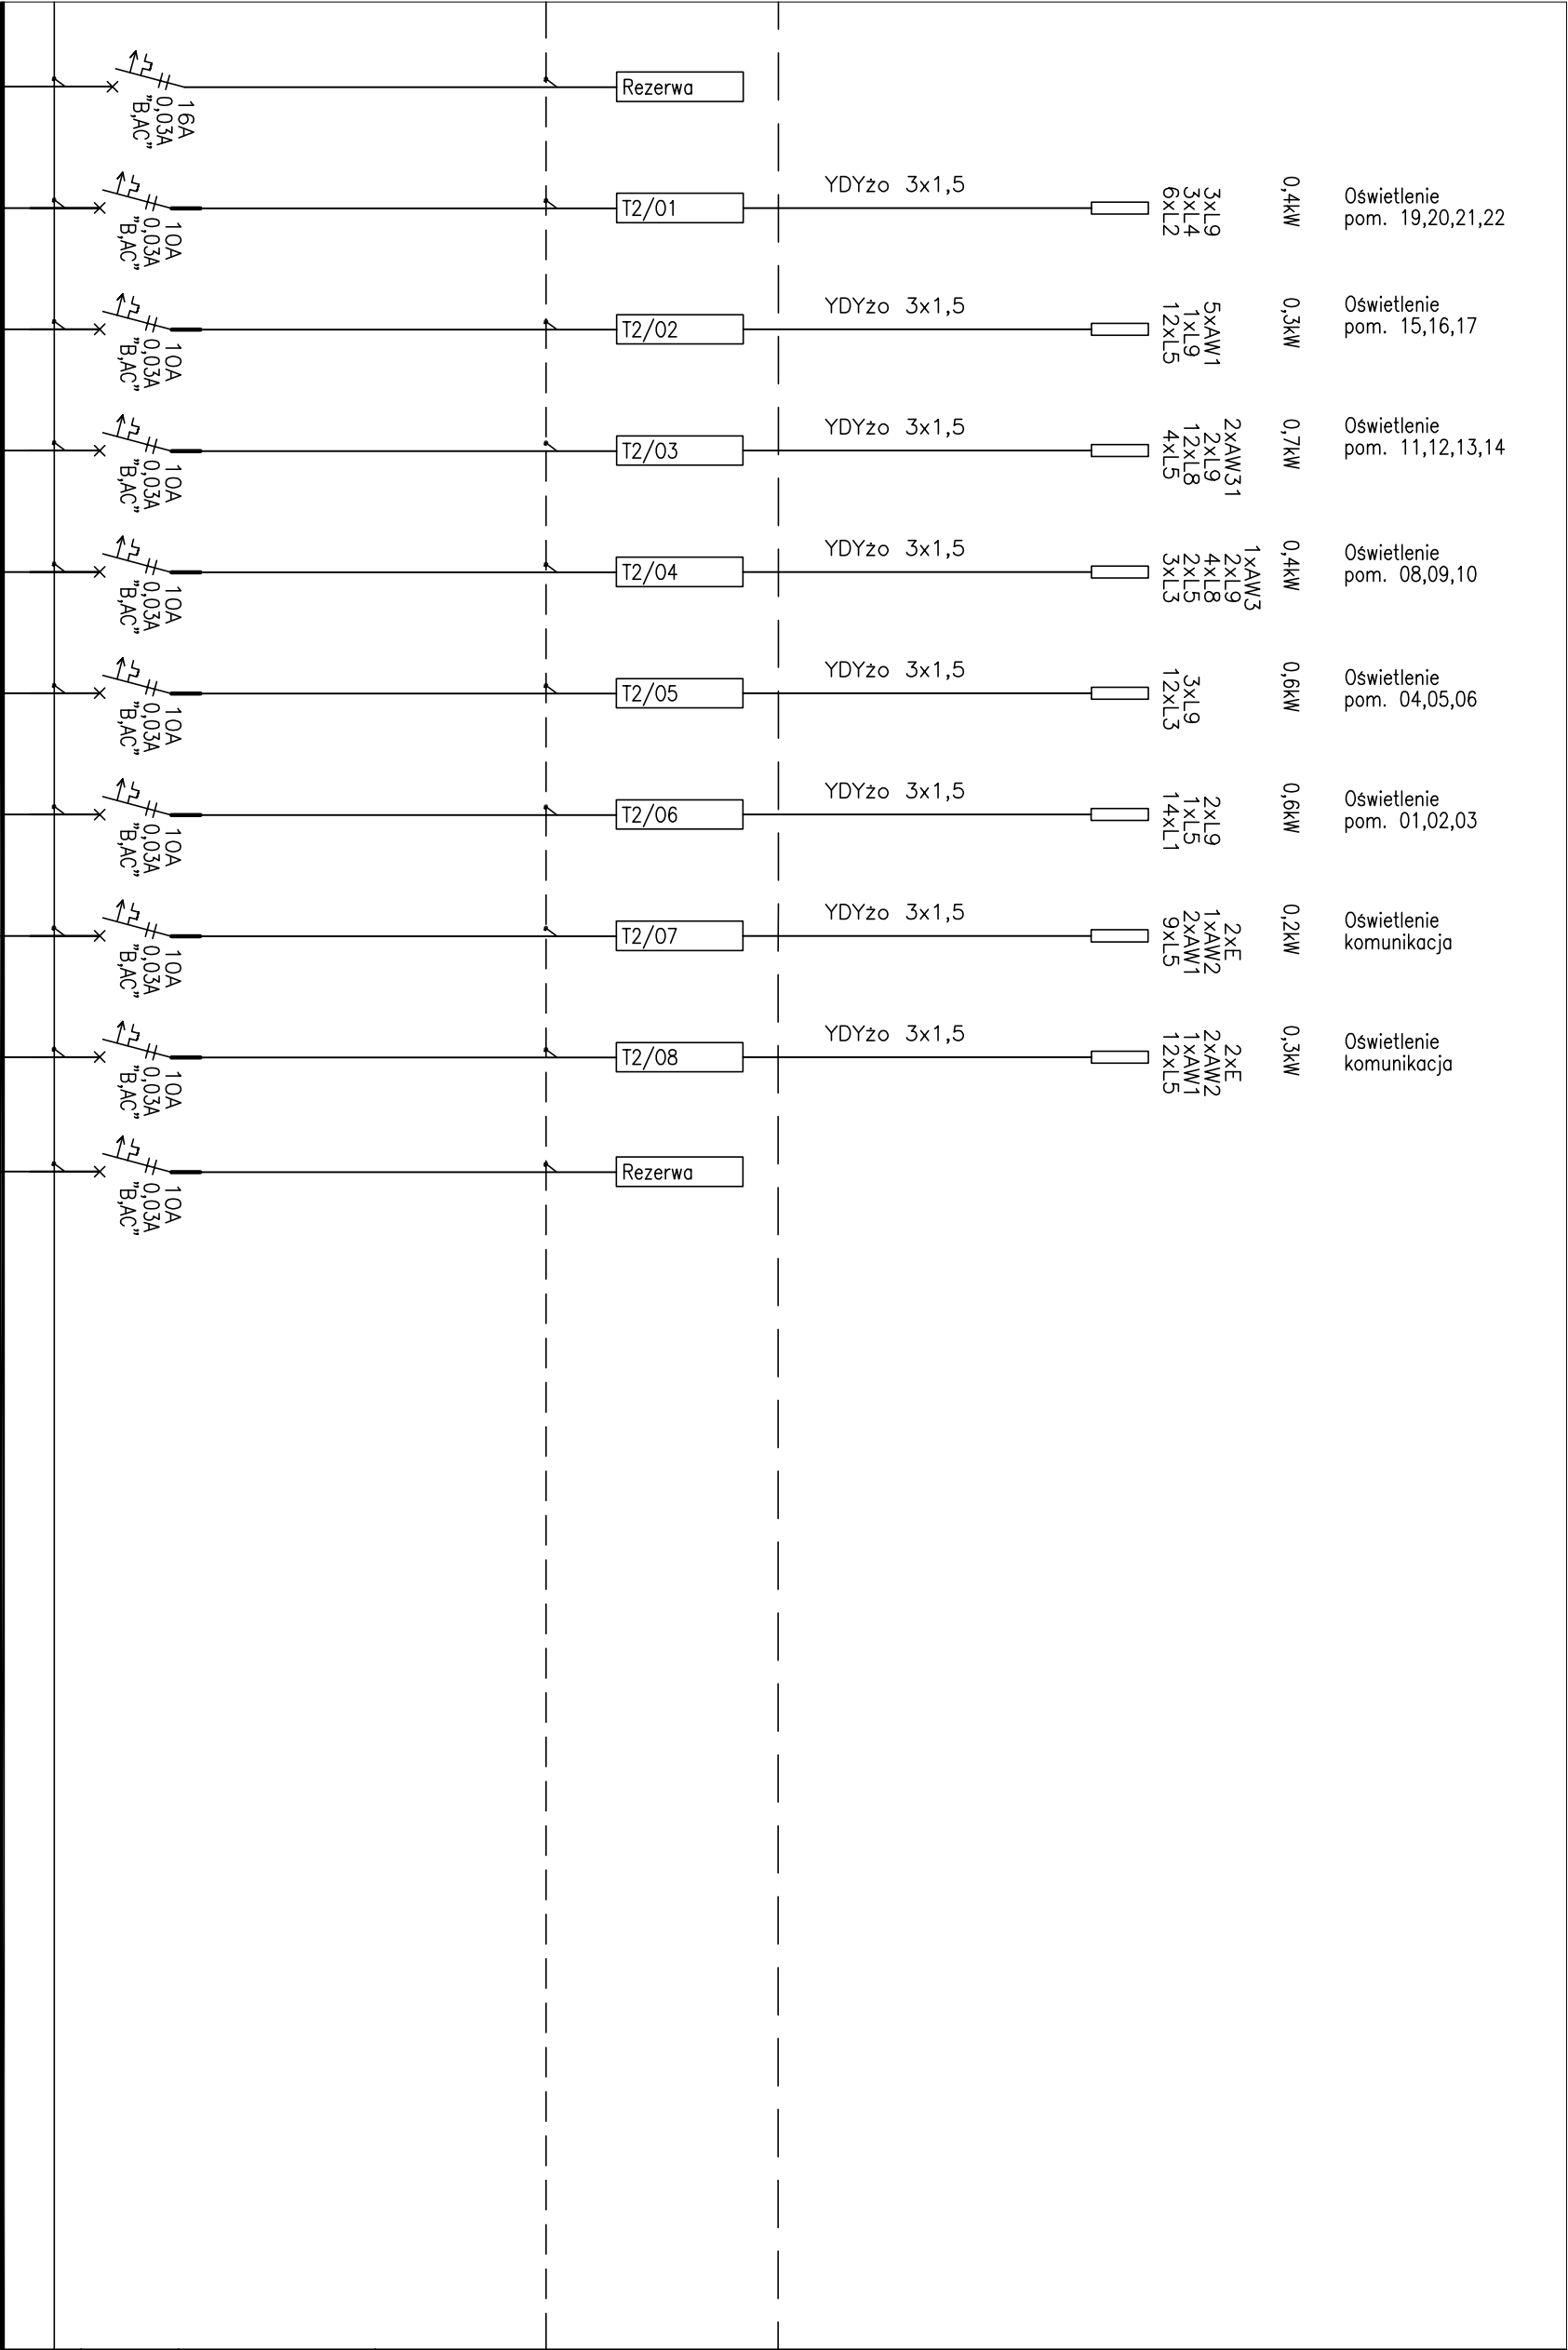 16A
0,03A
"B,AC"
Rezerwa
10A
0,03A
"B,AC"
T2/01
YDYżo 3x1,5
3xL9
3xL4
6xL2
0,4kW
Oświetlenie
pom. 19,20,21,22
10A
0,03A
"B,AC"
T2/02
YDYżo 3x1,5
5xAW1
1xL9
12xL5
0,3kW
Oświetlenie
pom. 15,16,17
10A
0,03A
"B,AC"
T2/03
YDYżo 3x1,5
2xAW31
2xL9
12xL8
4xL5
0,7kW
Oświetlenie
pom. 11,12,13,14
10A
0,03A
"B,AC"
T2/04
YDYżo 3x1,5
1xAW3
2xL9
4xL8
2xL5
3xL3
0,4kW
Oświetlenie
pom. 08,09,10
10A
0,03A
"B,AC"
T2/05
YDYżo 3x1,5
3xL9
12xL3
0,6kW
Oświetlenie
pom. 04,05,06
10A
0,03A
"B,AC"
T2/06
YDYżo 3x1,5
2xL9
1xL5
14xL1
0,6kW
Oświetlenie
pom. 01,02,03
10A
0,03A
"B,AC"
T2/07
YDYżo 3x1,5
2xE
1xAW2
2xAW1
9xL5
0,2kW
Oświetlenie
komunikacja
10A
0,03A
"B,AC"
T2/08
YDYżo 3x1,5
2xE
2xAW2
1xAW1
12xL5
0,3kW
Oświetlenie
komunikacja
10A
0,03A
"B,AC"
Rezerwa